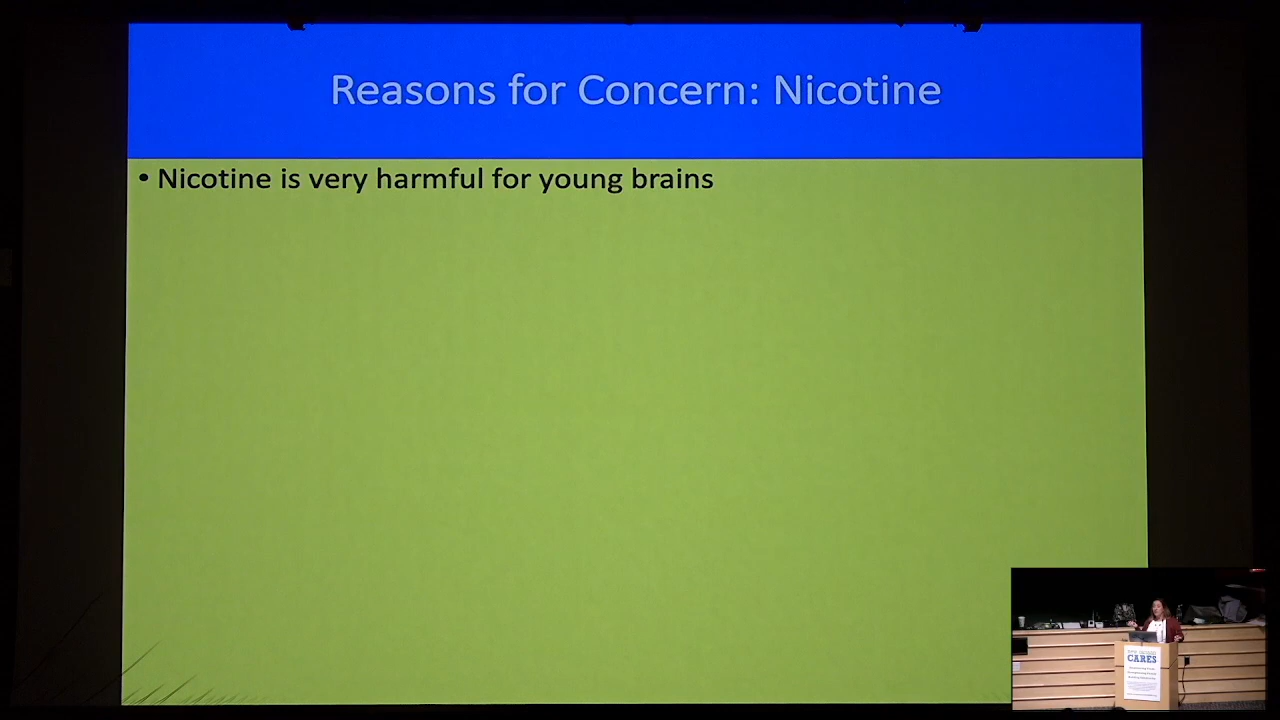 Reasons for Concern: Nicotine
• Nicotine is very harmful for young brains
CARES